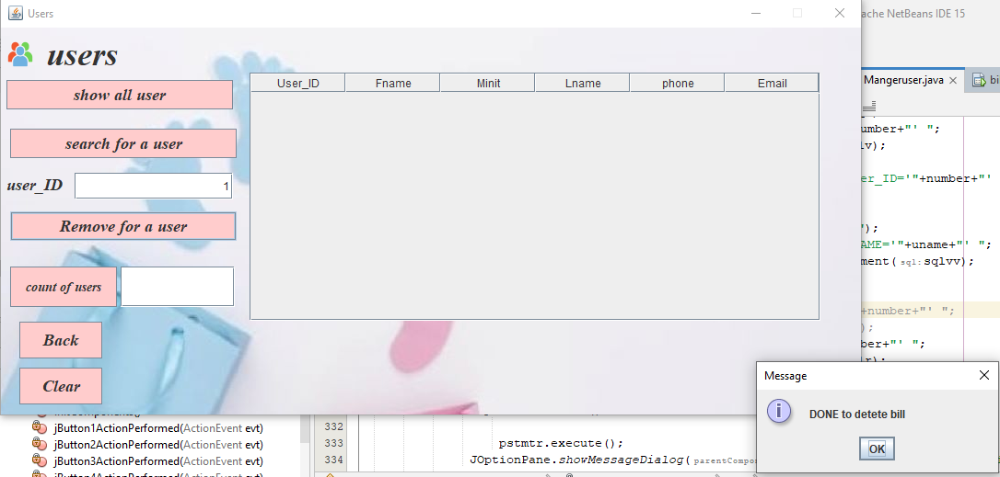 Users
ache NetBeans IDE 15
users
show all user
search for a user
user_ID
1
Remove for a user
count of users
Back
Clear
User_ID Fname Minit Lname phone Email
Mangeruser.java
bi
umber+"' ";
lv);
er_ID='"+number+"'
");
AME='"+uname+"' ";
ment( sql: sqlvv);
number+"' ";
);
ber+"' ";
jButton1ActionPerformed(ActionEvent evt)
jButton2ActionPerformed(ActionEvent evt)
jButton3ActionPerformed(ActionEvent evt)
jButton4ActionPerformed(ActionEvent evt)
332
333 pstmtr.execute();
334 JOptionPane.showMessageDialog( parentCompo
Message
DONE to detete bill
OK